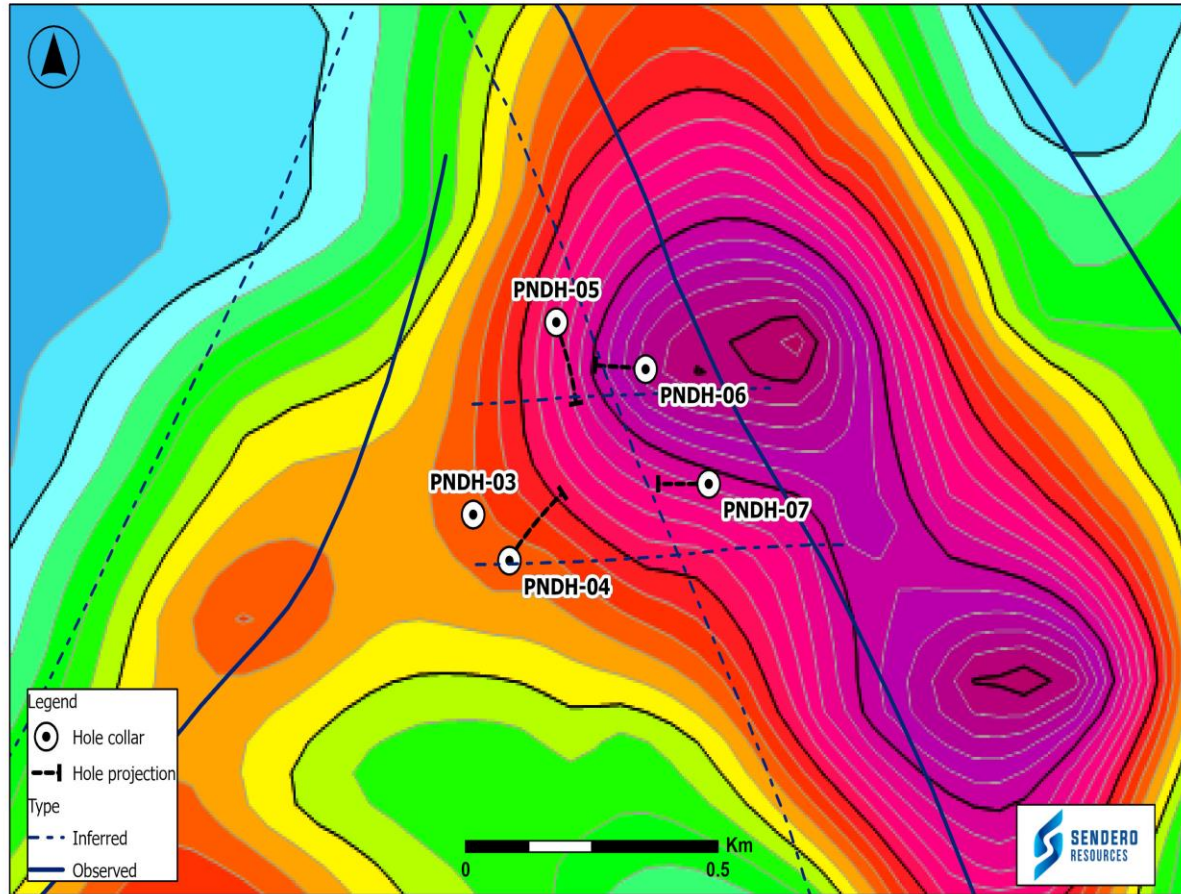 PNDH-05
PNDH-06
PNDH-03
PNDH-07
PNDH-04
Legend
Hole collar
Hole projection
Type
Inferred
Observed
Km
0
0.5
SENDERO
RESOURCES